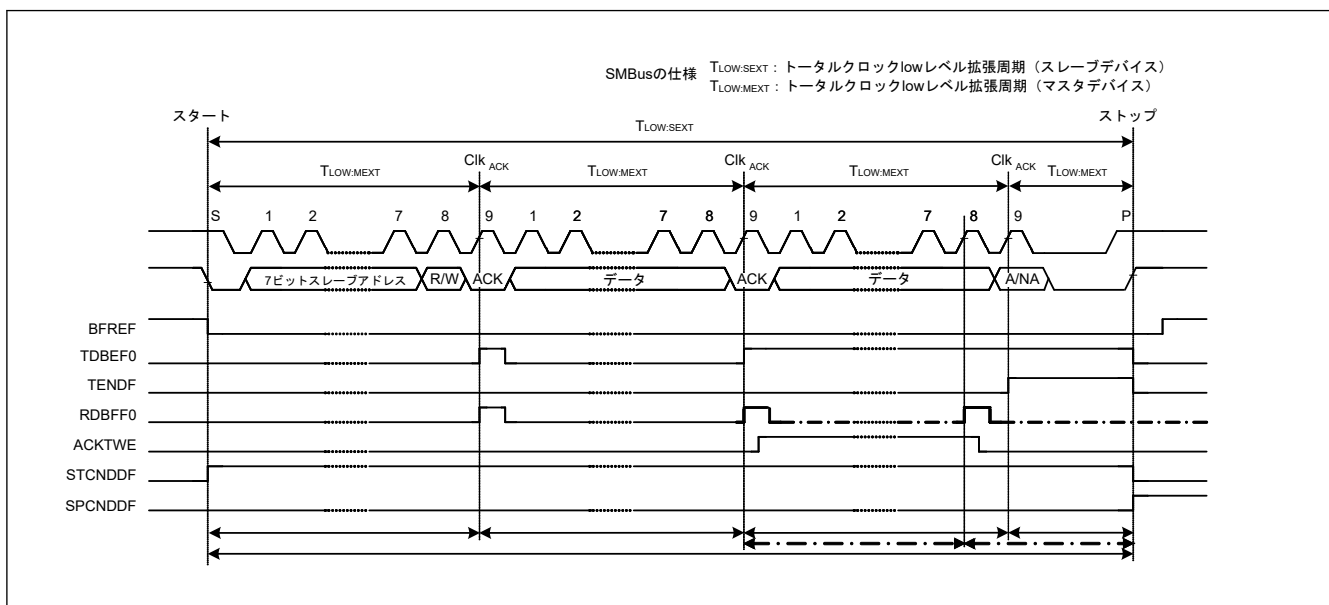 SMBusの仕様 TLOW:SEXT : トータルクロックlowレベル拡張周期（スレーブデバイス）
TLOW:MEXT : トータルクロックlowレベル拡張周期（マスタデバイス）
スタート ストップ
TLOW:SEXT
ClkACK ClkACK ClkACK
TLOW:MEXT TLOW:MEXT TLOW:MEXT TLOW:MEXT
S 1 2 7 8 9 1 2 7 8 9 1 2 7 8 9 P
7ビットスレーブアドレス R/W ACK データ ACK データ A/NA
BFREF
TDBEF0
TENDF
RDBFF0
ACKTWE
STCNDDF
SPCNDDF